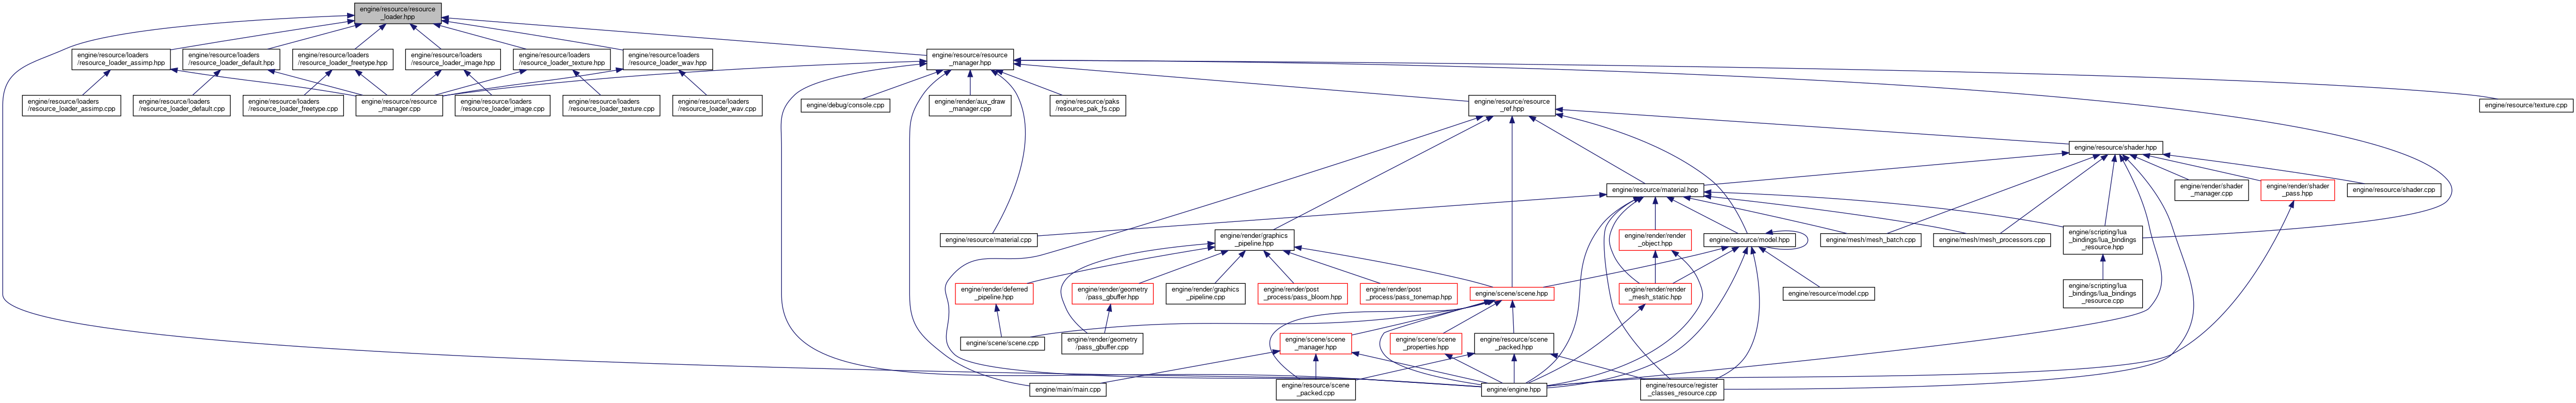 engine/resource/resource
_loader.hpp
engine/resource/loaders
/resource_loader_assimp.hpp
engine/resource/loaders
/resource_loader_default.hpp
engine/resource/loaders
/resource_loader_freetype.hpp
engine/resource/loaders
/resource_loader_image.hpp
engine/resource/loaders
/resource_loader_texture.hpp
engine/resource/loaders
/resource_loader_wav.hpp
engine/resource/resource
_manager.hpp
engine/resource/loaders
/resource_loader_assimp.cpp
engine/resource/loaders
/resource_loader_default.cpp
engine/resource/loaders
/resource_loader_freetype.cpp
engine/resource/resource
_manager.cpp
engine/resource/loaders
/resource_loader_image.cpp
engine/resource/loaders
/resource_loader_texture.cpp
engine/resource/loaders
/resource_loader_wav.cpp
engine/debug/console.cpp
engine/render/aux_draw
_manager.cpp
engine/resource/paks
/resource_pak_fs.cpp
engine/resource/resource
_ref.hpp
engine/resource/texture.cpp
engine/resource/shader.hpp
engine/resource/material.hpp
engine/render/shader
_manager.cpp
engine/render/shader
_pass.hpp
engine/resource/shader.cpp
engine/resource/material.cpp
engine/render/graphics
_pipeline.hpp
engine/render/render
_object.hpp
engine/resource/model.hpp
engine/mesh/mesh_batch.cpp
engine/mesh/mesh_processors.cpp
engine/scripting/lua
_bindings/lua_bindings
_resource.hpp
engine/render/deferred
_pipeline.hpp
engine/render/geometry
/pass_gbuffer.hpp
engine/render/graphics
_pipeline.cpp
engine/render/post
_process/pass_bloom.hpp
engine/render/post
_process/pass_tonemap.hpp
engine/scene/scene.hpp
engine/render/render
_mesh_static.hpp
engine/resource/model.cpp
engine/scripting/lua
_bindings/lua_bindings
_resource.cpp
engine/scene/scene.cpp
engine/render/geometry
/pass_gbuffer.cpp
engine/scene/scene
_manager.hpp
engine/scene/scene
_properties.hpp
engine/resource/scene
_packed.hpp
engine/main/main.cpp
engine/resource/scene
_packed.cpp
engine/engine.hpp
engine/resource/register
_classes_resource.cpp